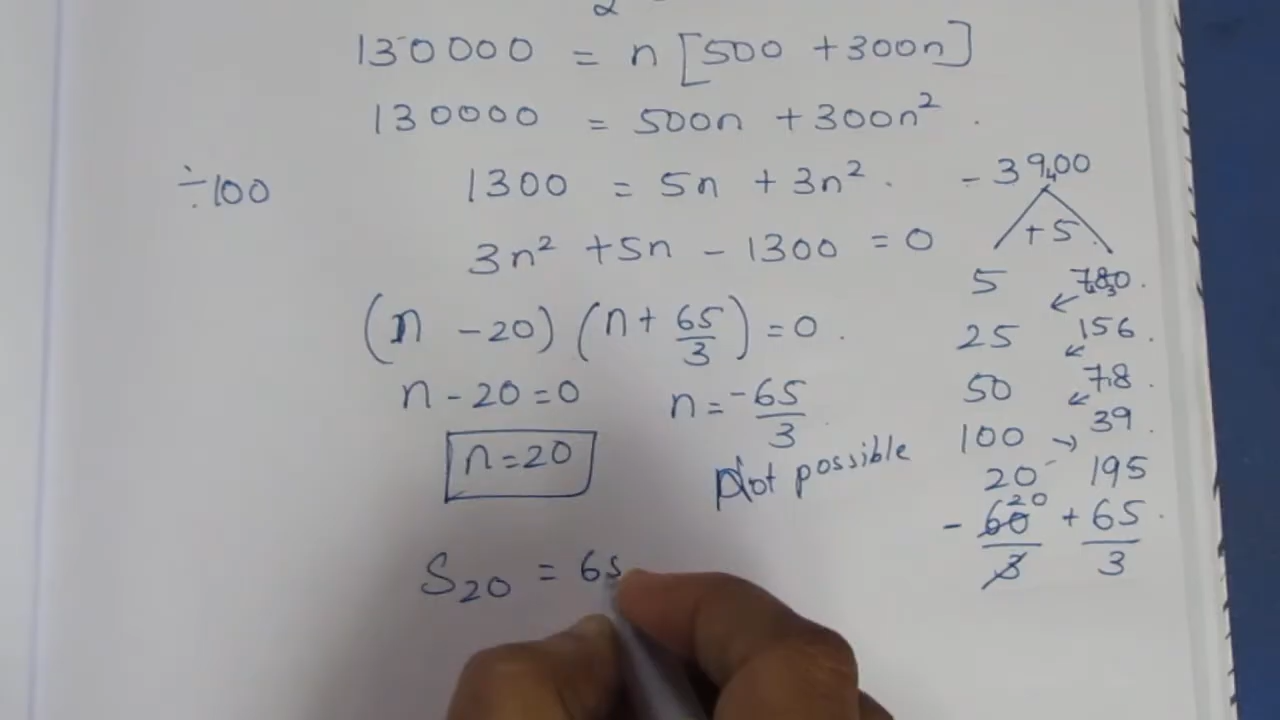 2
130000 = n [500 + 300n]
130000 = 500n + 300n² .
÷100 1300 = 5n + 3n² .
3n² + 5n - 1300 = 0
(n - 20) (n + 65/3) = 0 .
n - 20 = 0 n = -65/3
n = 20 Not possible
S₂₀ = 65
- 3900
+5
5 780 .
25 156 .
50 78 .
100 39 .
20 195
- 60 20 + 65 .
3 3